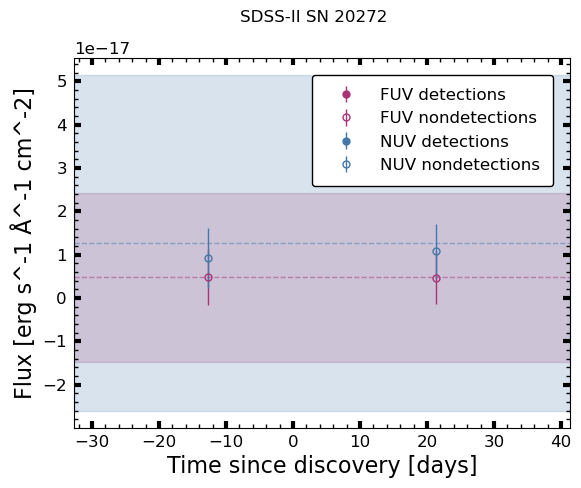 SDSS-II SN 20272
1e−17
FUV detections
FUV nondetections
NUV detections
NUV nondetections
5
4
3
2
1
0
−1
−2
Flux [erg s^-1 Å^-1 cm^-2]
−30 −20 −10 0 10 20 30 40
Time since discovery [days]